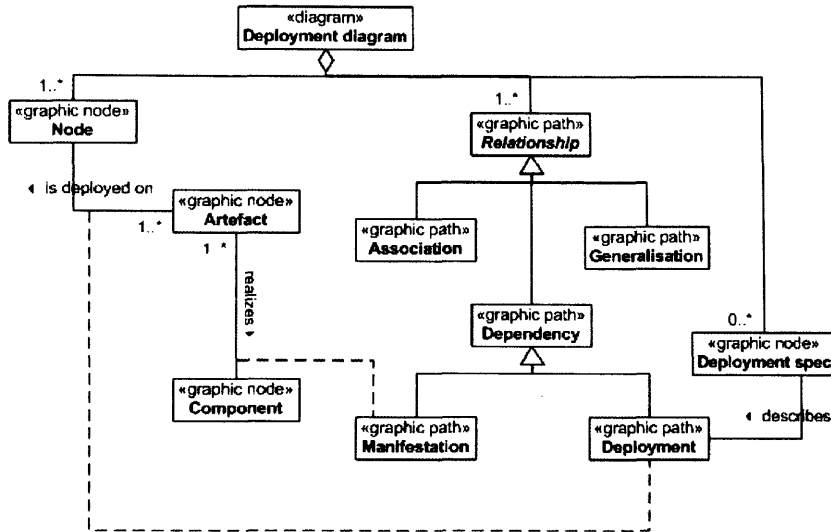 «diagram»
Deployment diagram
1..*
1..*
«graphic node»
Node
«graphic path»
Relationship
is deployed on
«graphic node»
Artefact
1..*
1 *
«graphic path»
Association
«graphic path»
Generalisation
realizes
«graphic path»
Dependency
0..*
«graphic node»
Deployment spec
«graphic node»
Component
«graphic path»
Manifestation
«graphic path»
Deployment
describes